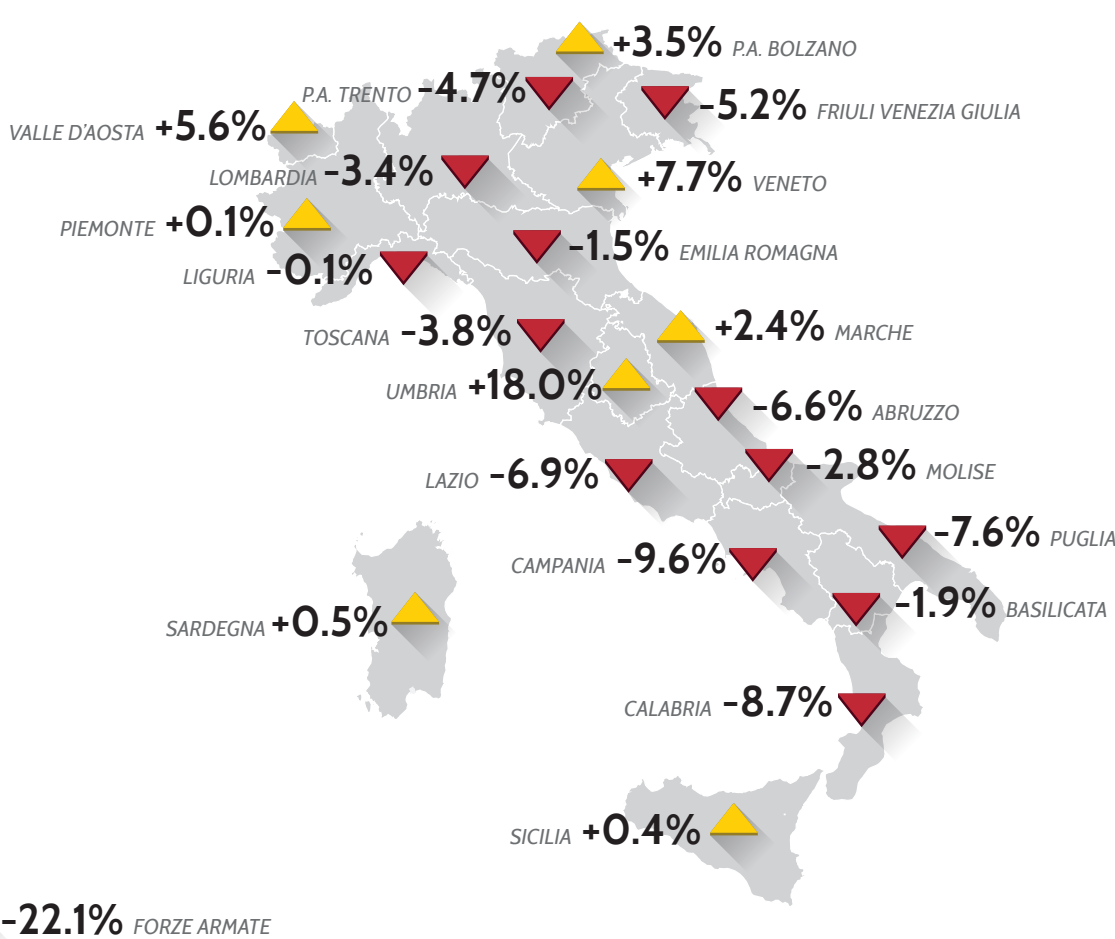 +3.5% P.A. BOLZANO
P.A. TRENTO -4.7%
-5.2% FRIULI VENEZIA GIULIA
VALLE D'AOSTA +5.6%
LOMBARDIA -3.4%
+7.7% VENETO
PIEMONTE +0.1%
-1.5% EMILIA ROMAGNA
LIGURIA -0.1%
TOSCANA -3.8%
+2.4% MARCHE
UMBRIA +18.0%
-6.6% ABRUZZO
LAZIO -6.9%
-2.8% MOLISE
-7.6% PUGLIA
CAMPANIA -9.6%
-1.9% BASILICATA
SARDEGNA +0.5%
CALABRIA -8.7%
SICILIA +0.4%
-22.1% FORZE ARMATE